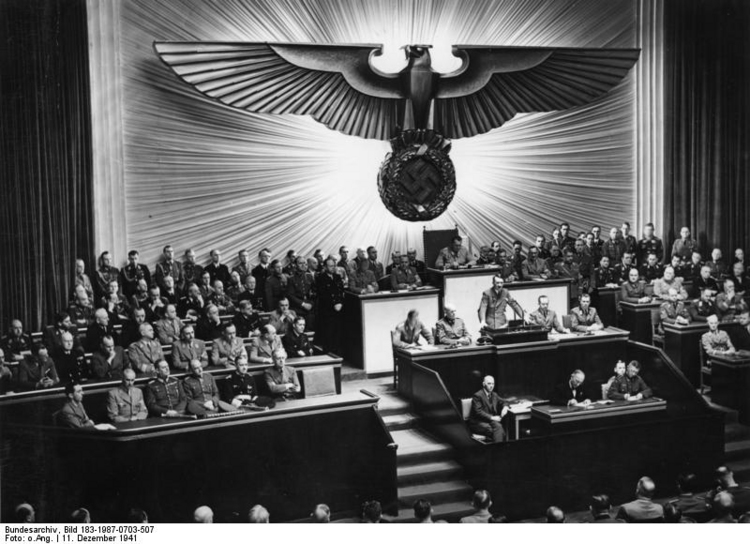 Bundesarchiv, Bild 183-1987-0703-507
Foto: o.Ang. | 11. Dezember 1941